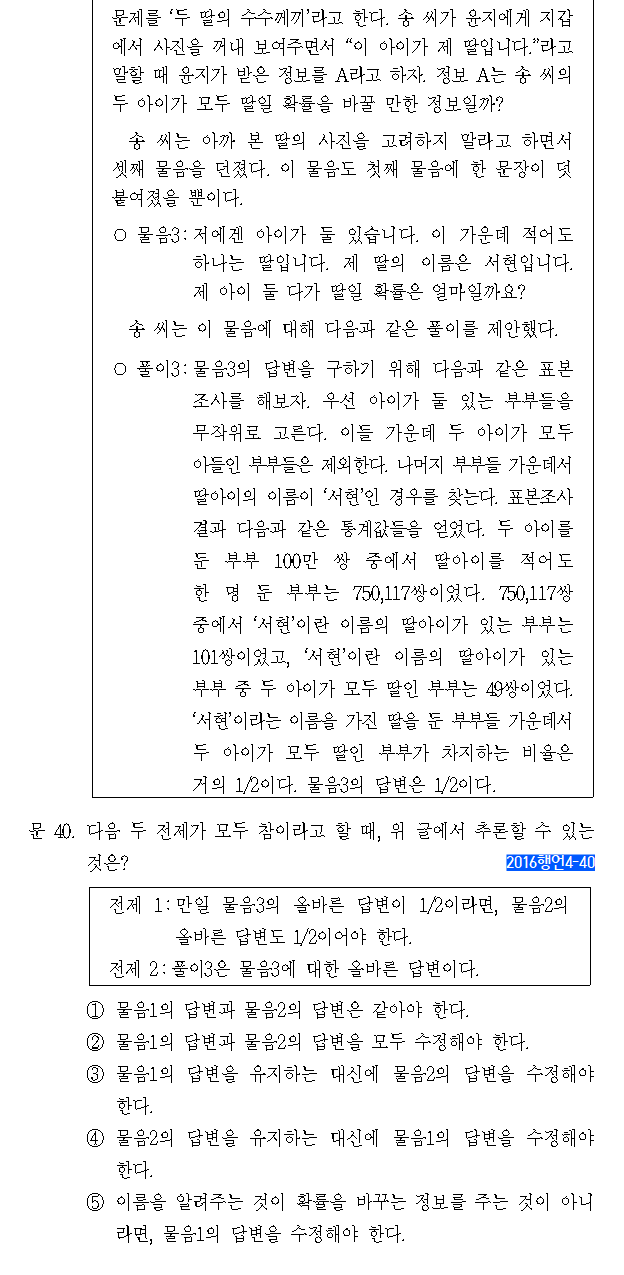 문제를 ‘두 딸의 수수께끼’라고 한다. 송 씨가 윤지에게 지갑
에서 사진을 꺼내 보여주면서 “이 아이가 제 딸입니다.”라고
말할 때 윤지가 받은 정보를 A라고 하자. 정보 A는 송 씨의
두 아이가 모두 딸일 확률을 바꿀 만한 정보일까?
송 씨는 아까 본 딸의 사진을 고려하지 말라고 하면서
셋째 물음을 던졌다. 이 물음도 첫째 물음에 한 문장이 덧
붙여졌을 뿐이다.
○ 물음3: 저에겐 아이가 둘 있습니다. 이 가운데 적어도
하나는 딸입니다. 제 딸의 이름은 서현입니다.
제 아이 둘 다가 딸일 확률은 얼마일까요?
송 씨는 이 물음에 대해 다음과 같은 풀이를 제안했다.
○ 풀이3: 물음3의 답변을 구하기 위해 다음과 같은 표본
조사를 해보자. 우선 아이가 둘 있는 부부들을
무작위로 고른다. 이들 가운데 두 아이가 모두
아들인 부부들은 제외한다. 나머지 부부들 가운데서
딸아이의 이름이 ‘서현’인 경우를 찾는다. 표본조사
결과 다음과 같은 통계값들을 얻었다. 두 아이를
둔 부부 100만 쌍 중에서 딸아이를 적어도
한 명 둔 부부는 750,117쌍이었다. 750,117쌍
중에서 ‘서현’이란 이름의 딸아이가 있는 부부는
101쌍이었고, ‘서현’이란 이름의 딸아이가 있는
부부 중 두 아이가 모두 딸인 부부는 49쌍이었다.
‘서현’이라는 이름을 가진 딸을 둔 부부들 가운데서
두 아이가 모두 딸인 부부가 차지하는 비율은
거의 1/2이다. 물음3의 답변은 1/2이다.
문 40. 다음 두 전제가 모두 참이라고 할 때, 위 글에서 추론할 수 있는
것은? 2016행언4-40
전제 1: 만일 물음3의 올바른 답변이 1/2이라면, 물음2의
올바른 답변도 1/2이어야 한다.
전제 2: 풀이3은 물음3에 대한 올바른 답변이다.
① 물음1의 답변과 물음2의 답변은 같아야 한다.
② 물음1의 답변과 물음2의 답변을 모두 수정해야 한다.
③ 물음1의 답변을 유지하는 대신에 물음2의 답변을 수정해야
한다.
④ 물음2의 답변을 유지하는 대신에 물음1의 답변을 수정해야
한다.
⑤ 이름을 알려주는 것이 확률을 바꾸는 정보를 주는 것이 아니
라면, 물음1의 답변을 수정해야 한다.